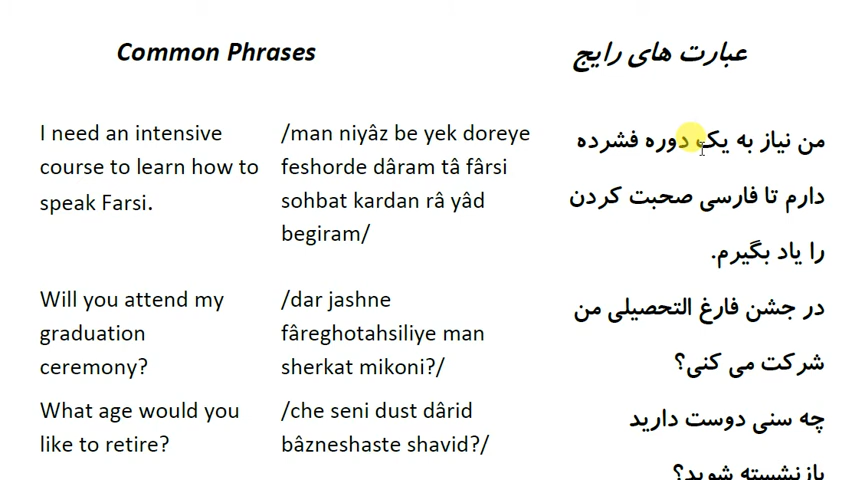 Common Phrases
عبارت های رایج
I need an intensive
course to learn how to
speak Farsi.
/man niyâz be yek doreye
feshorde dâram tâ fârsi
sohbat kardan râ yâd
begiram/
من نیاز به یک دوره فشرده
دارم تا فارسی صحبت کردن
را یاد بگیرم.
Will you attend my
graduation
ceremony?
/dar jashne
fâreghotahsiliye man
sherkat mikoni?/
در جشن فارغ التحصیلی من
شرکت می کنی؟
What age would you
like to retire?
/che seni dust dârid
bâzneshaste shavid?/
چه سنی دوست دارید
بازنشسته شوید؟